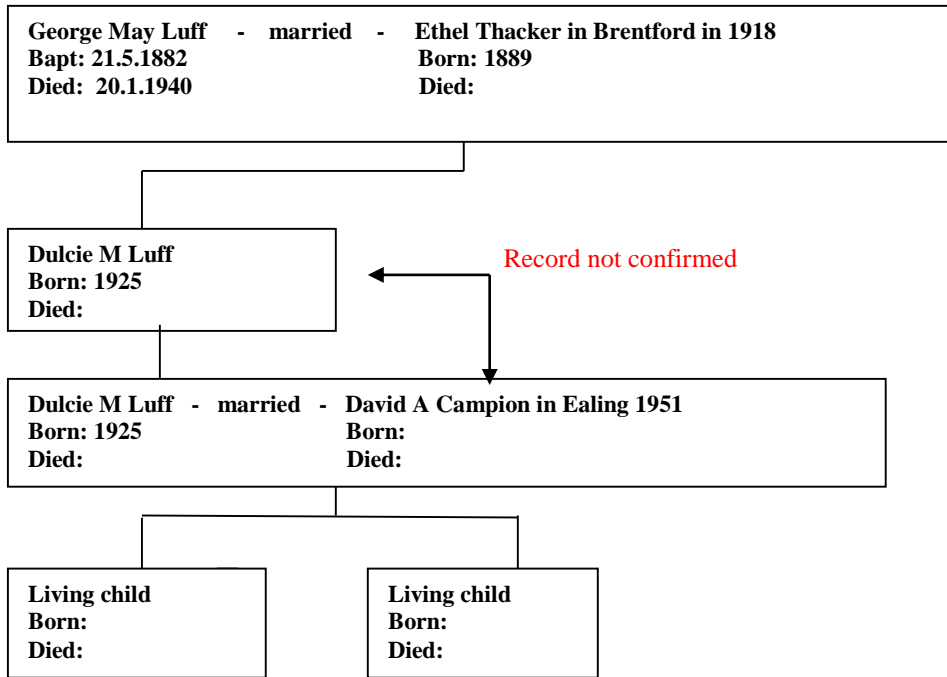 George May Luff - married - Ethel Thacker in Brentford in 1918
Bapt: 21.5.1882 Born: 1889
Died: 20.1.1940 Died:
Dulcie M Luff
Born: 1925
Died:
Record not confirmed
Dulcie M Luff - married - David A Campion in Ealing 1951
Born: 1925 Born:
Died: Died:
Living child
Born:
Died:
Living child
Born:
Died: